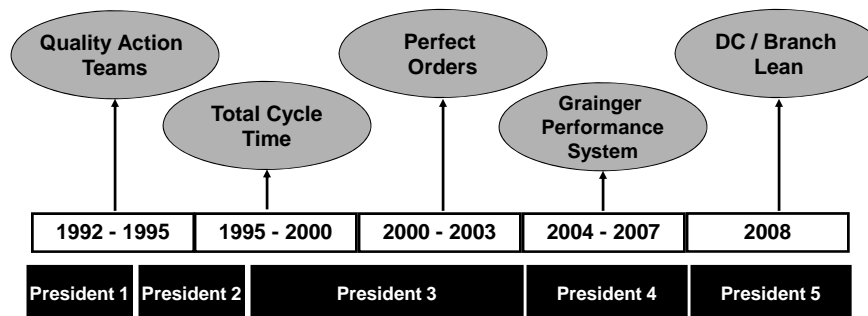 Quality Action
Teams
Perfect
Orders
DC / Branch
Lean
Total Cycle
Time
Grainger
Performance
System
1992 - 1995
1995 - 2000
2000 - 2003
2004 - 2007
2008
President 1
President 2
President 3
President 4
President 5